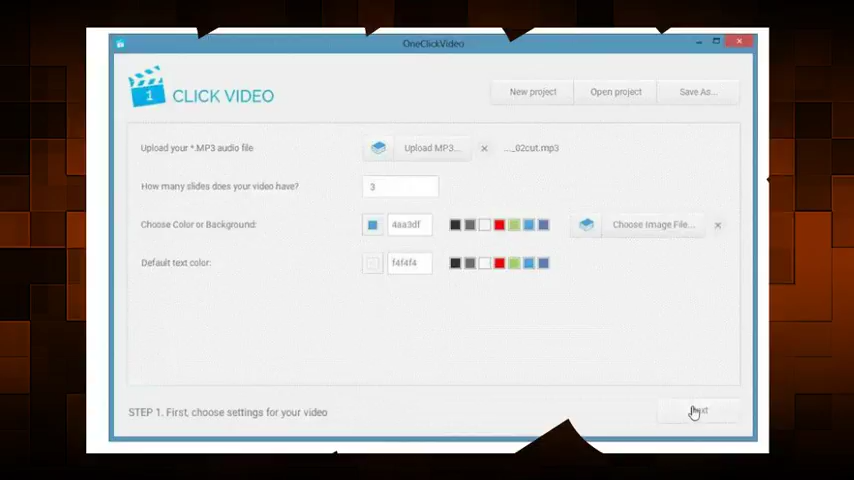 OneClickVideo
1 CLICK VIDEO
New project Open project Save As...
Upload your *.MP3 audio file Upload MP3... ..._02cut.mp3
How many slides does your video have? 3
Choose Color or Background: 4aa3df Choose Image File...
Default text color: f4f4f4
STEP 1. First, choose settings for your video